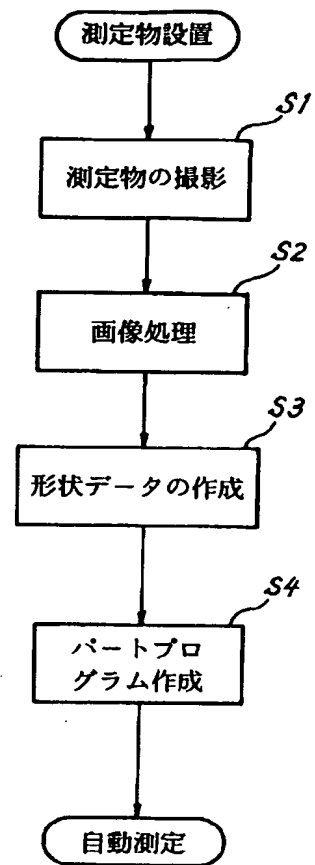 測定物設置
S1
測定物の撮影
S2
画像処理
S3
形状データの作成
S4
パートプロ
グラム作成
自動測定